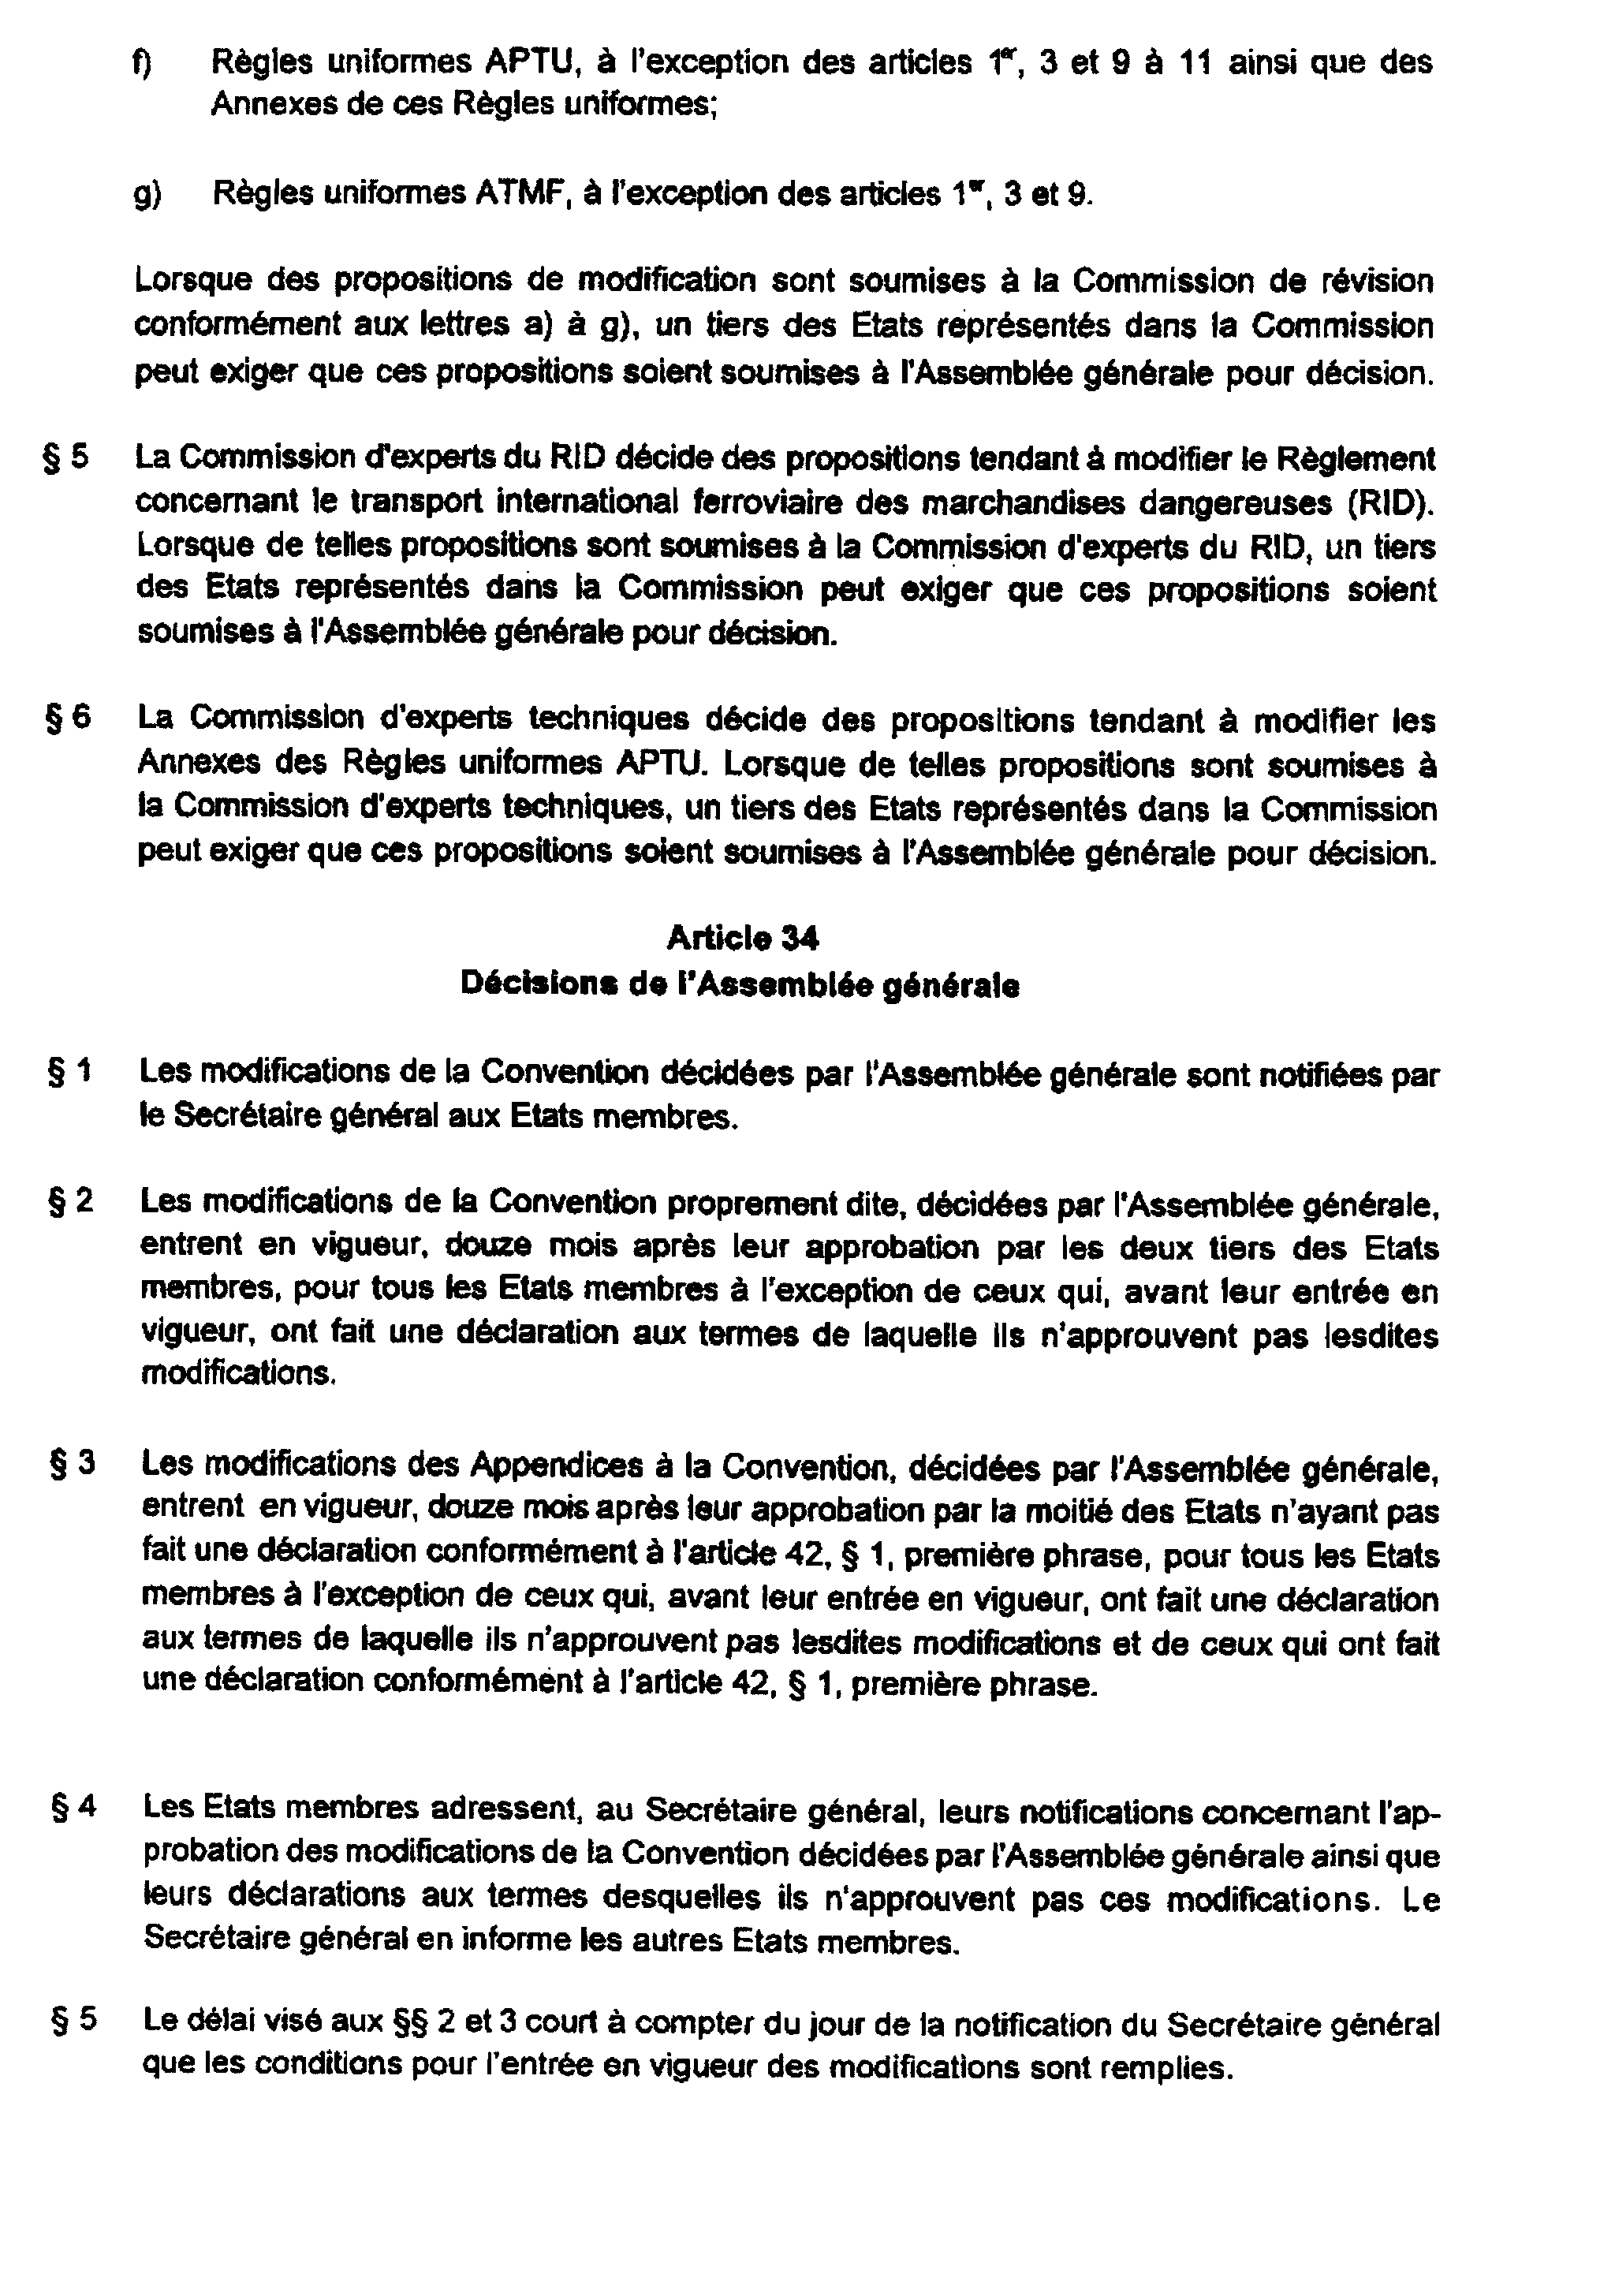 f) Règles uniformes APTU, à l'exception des articles 1er, 3 et 9 à 11 ainsi que des
Annexes de ces Règles uniformes;
g) Règles uniformes ATMF, à l'exception des articles 1er, 3 et 9.
Lorsque des propositions de modification sont soumises à la Commission de révision
conformément aux lettres a) à g), un tiers des Etats représentés dans la Commission
peut exiger que ces propositions soient soumises à l'Assemblée générale pour décision.
§ 5 La Commission d'experts du RID décide des propositions tendant à modifier le Règlement
concernant le transport international ferroviaire des marchandises dangereuses (RID).
Lorsque de telles propositions sont soumises à la Commission d'experts du RID, un tiers
des Etats représentés dans la Commission peut exiger que ces propositions soient
soumises à l'Assemblée générale pour décision.
§ 6 La Commission d'experts techniques décide des propositions tendant à modifier les
Annexes des Règles uniformes APTU. Lorsque de telles propositions sont soumises à
la Commission d'experts techniques, un tiers des Etats représentés dans la Commission
peut exiger que ces propositions soient soumises à l'Assemblée générale pour décision.
Article 34
Décisions de l'Assemblée générale
§ 1 Les modifications de la Convention décidées par l'Assemblée générale sont notifiées par
le Secrétaire général aux Etats membres.
§ 2 Les modifications de la Convention proprement dite, décidées par l'Assemblée générale,
entrent en vigueur, douze mois après leur approbation par les deux tiers des Etats
membres, pour tous les Etats membres à l'exception de ceux qui, avant leur entrée en
vigueur, ont fait une déclaration aux termes de laquelle ils n'approuvent pas lesdites
modifications.
§ 3 Les modifications des Appendices à la Convention, décidées par l'Assemblée générale,
entrent en vigueur, douze mois après leur approbation par la moitié des Etats n'ayant pas
fait une déclaration conformément à l'article 42, § 1, première phrase, pour tous les Etats
membres à l'exception de ceux qui, avant leur entrée en vigueur, ont fait une déclaration
aux termes de laquelle ils n'approuvent pas lesdites modifications et de ceux qui ont fait
une déclaration conformément à l'article 42, § 1, première phrase.
§ 4 Les Etats membres adressent, au Secrétaire général, leurs notifications concernant l'ap-
probation des modifications de la Convention décidées par l'Assemblée générale ainsi que
leurs déclarations aux termes desquelles ils n'approuvent pas ces modifications. Le
Secrétaire général en informe les autres Etats membres.
§ 5 Le délai visé aux §§ 2 et 3 court à compter du jour de la notification du Secrétaire général
que les conditions pour l'entrée en vigueur des modifications sont remplies.